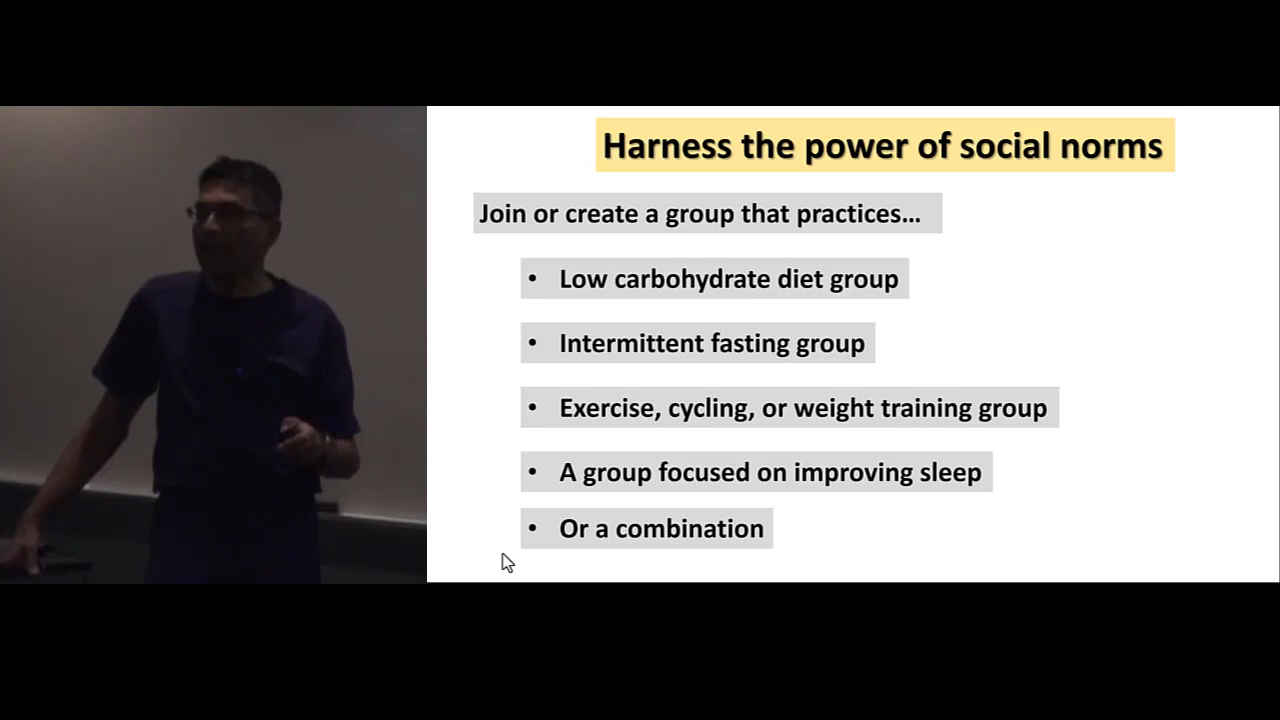 Harness the power of social norms
Join or create a group that practices...
• Low carbohydrate diet group
• Intermittent fasting group
• Exercise, cycling, or weight training group
• A group focused on improving sleep
• Or a combination